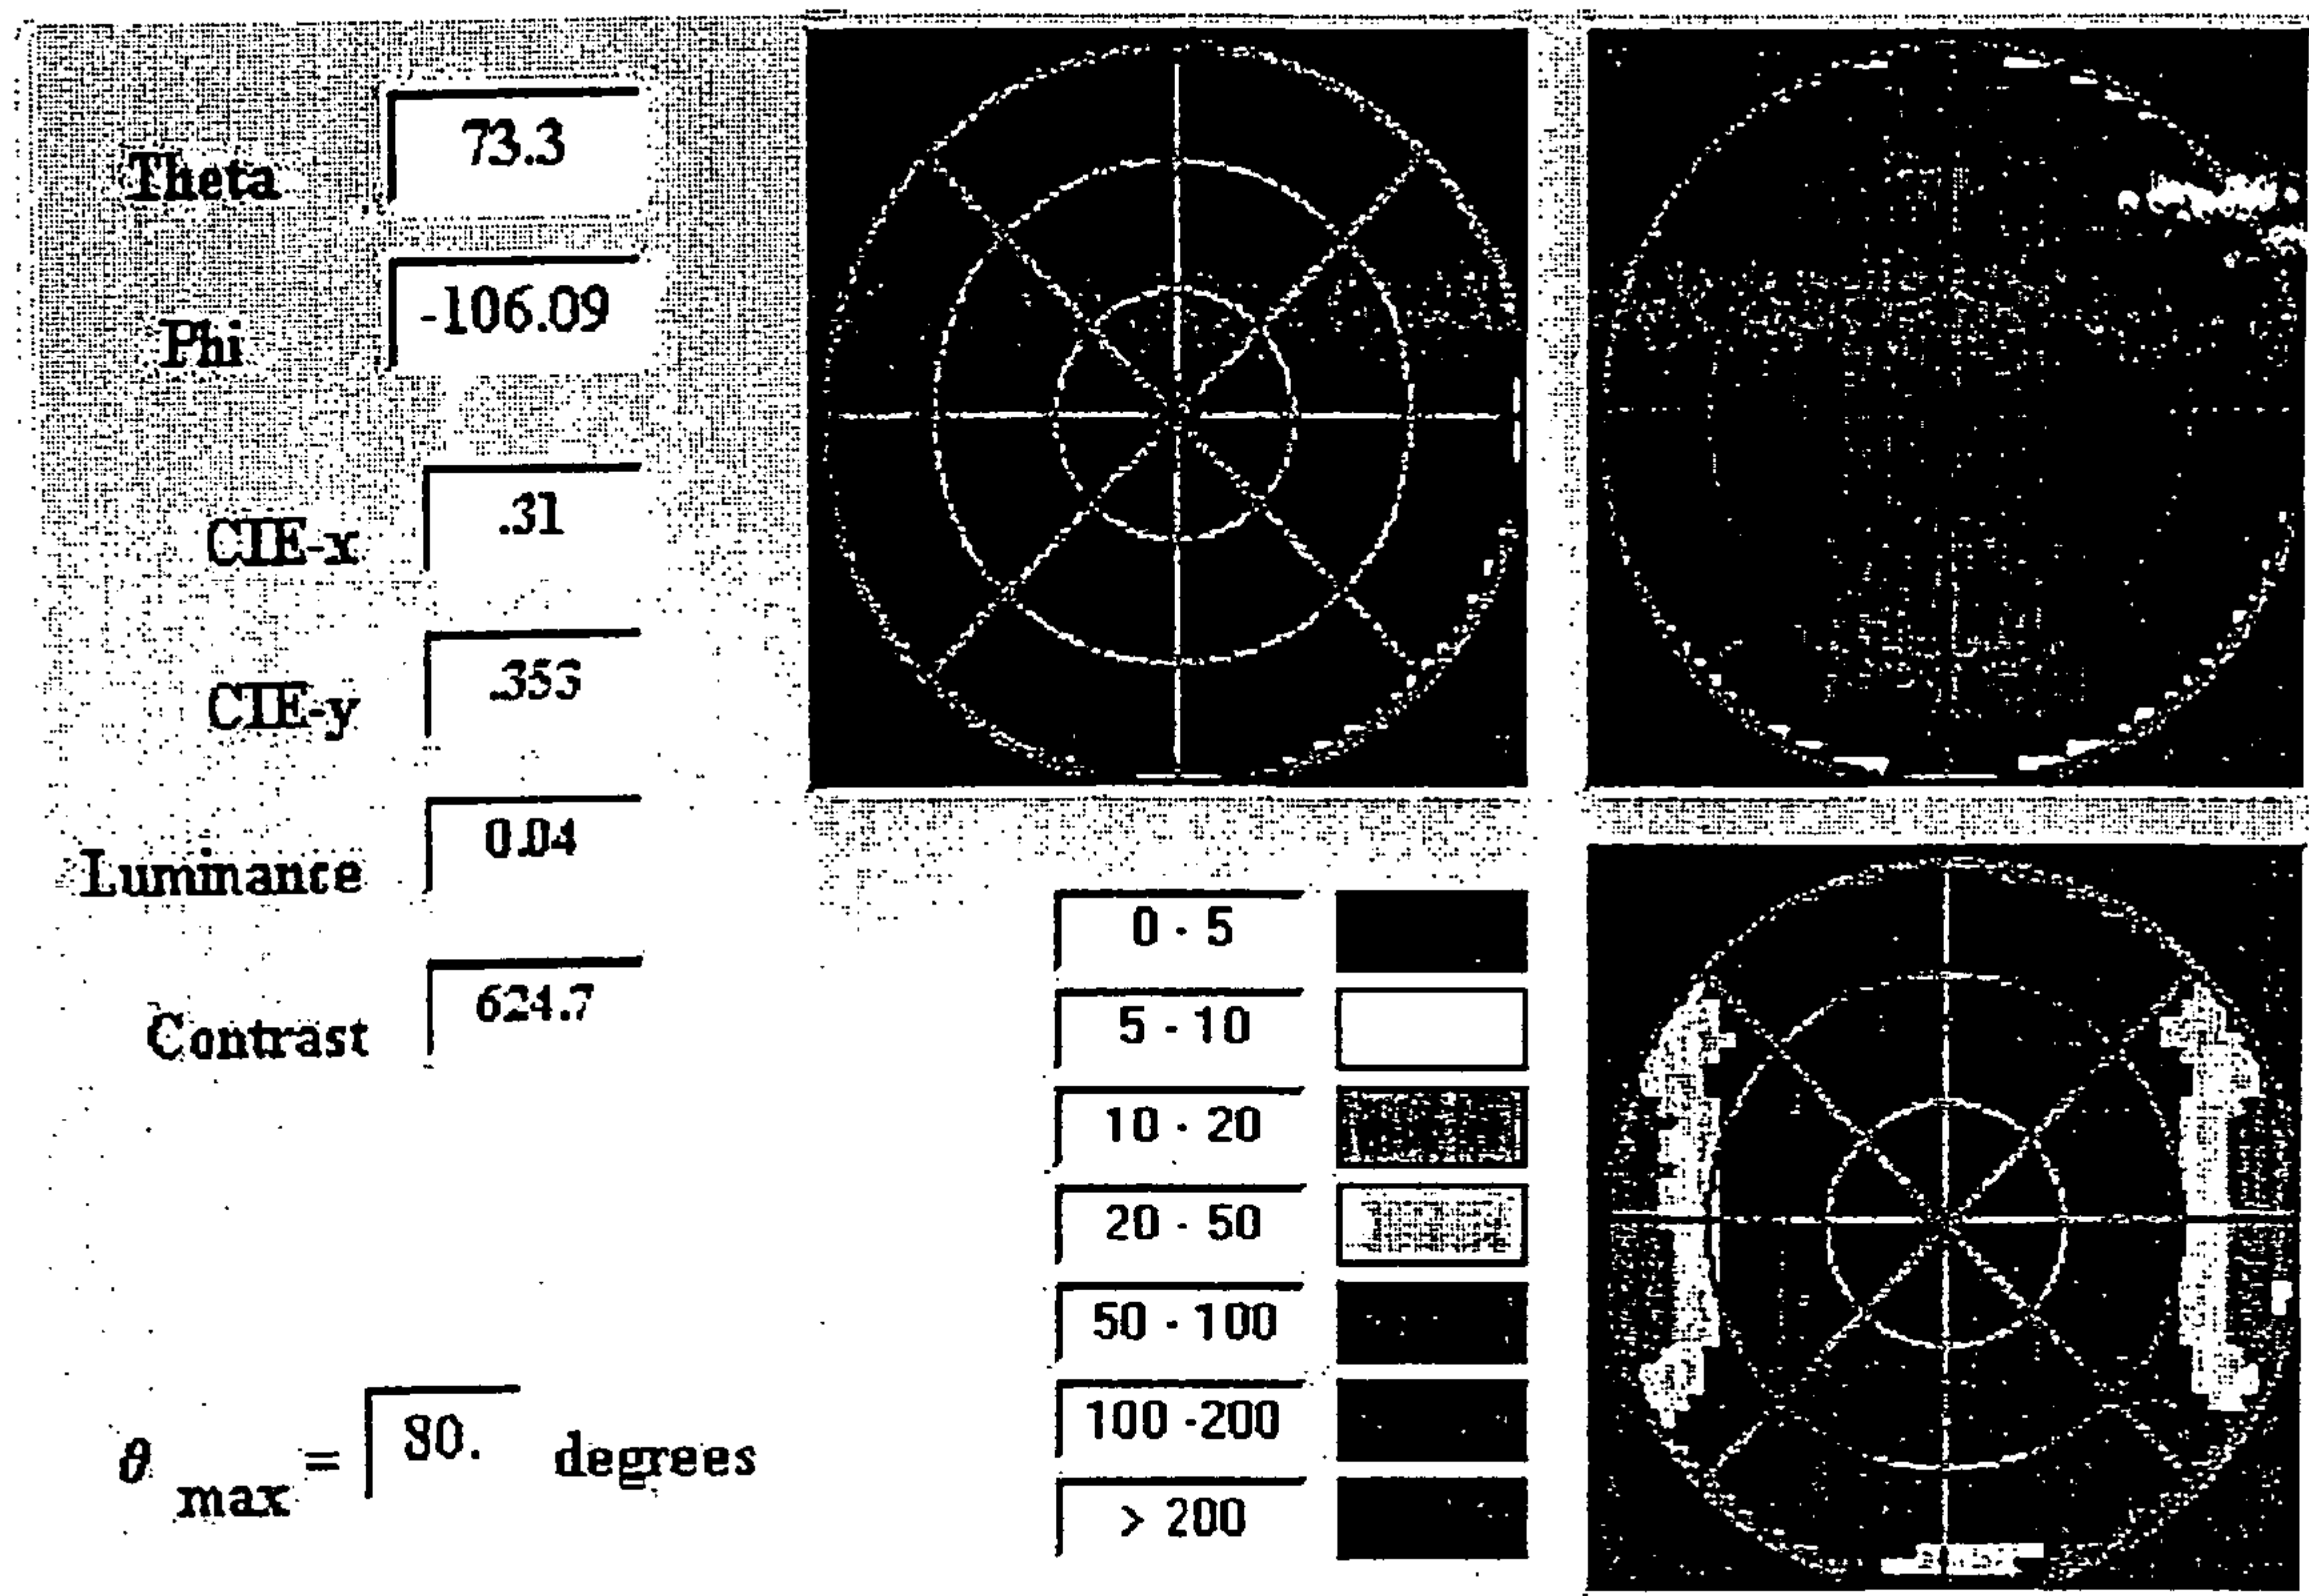 Theta 73.3
Phi -106.09
CIE-x .31
CIE-y .353
Luminance 0.04
Contrast 624.7
θ max = 80. degrees
0 - 5
5 - 10
10 - 20
20 - 50
50 - 100
100 -200
> 200